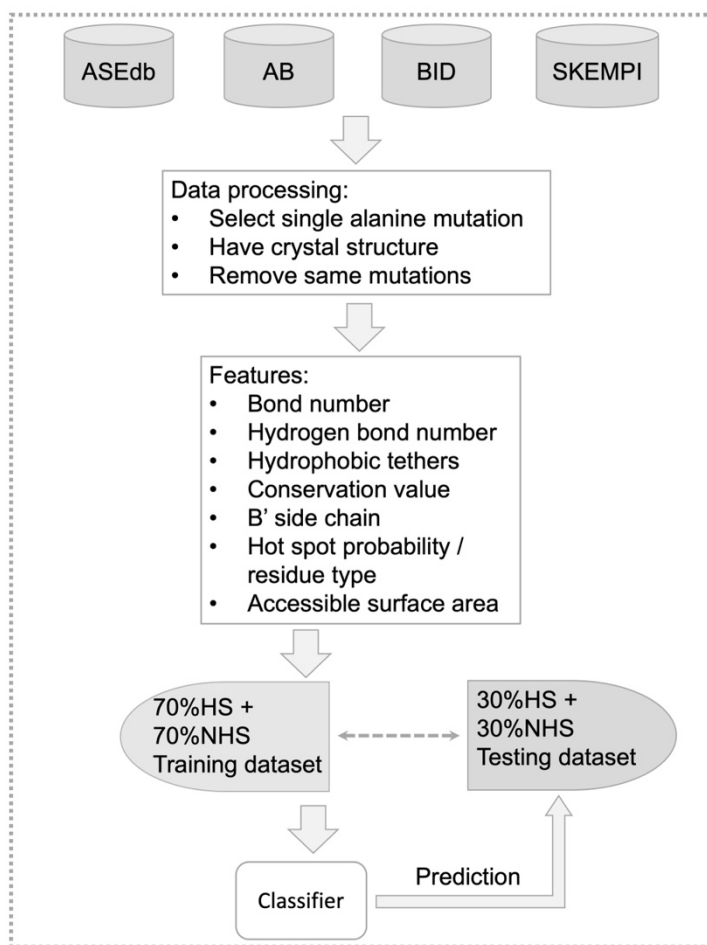 ASEdb AB BID SKEMPI
Data processing:
• Select single alanine mutation
• Have crystal structure
• Remove same mutations
Features:
• Bond number
• Hydrogen bond number
• Hydrophobic tethers
• Conservation value
• B’ side chain
• Hot spot probability /
residue type
• Accessible surface area
70%HS +
70%NHS
Training dataset
30%HS +
30%NHS
Testing dataset
Classifier
Prediction